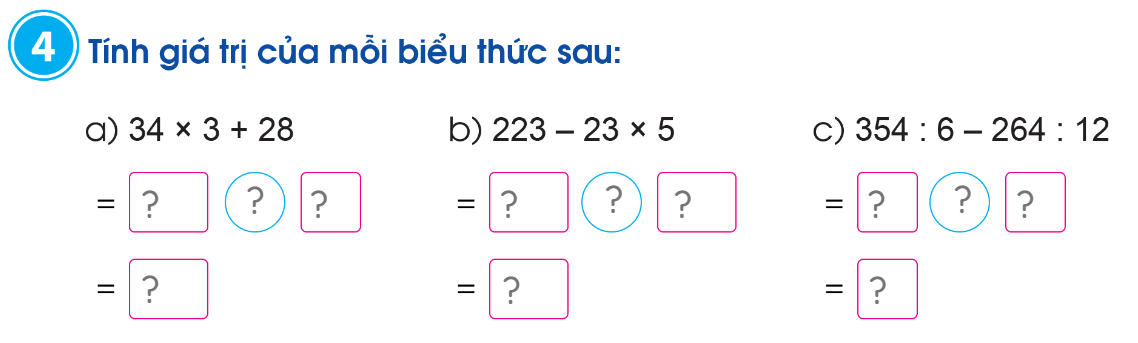 4 Tính giá trị của mỗi biểu thức sau:
a) 34 × 3 + 28 b) 223 – 23 × 5 c) 354 : 6 – 264 : 12
= ? ? ? = ? ? ? = ? ? ?
= ? = ? = ?